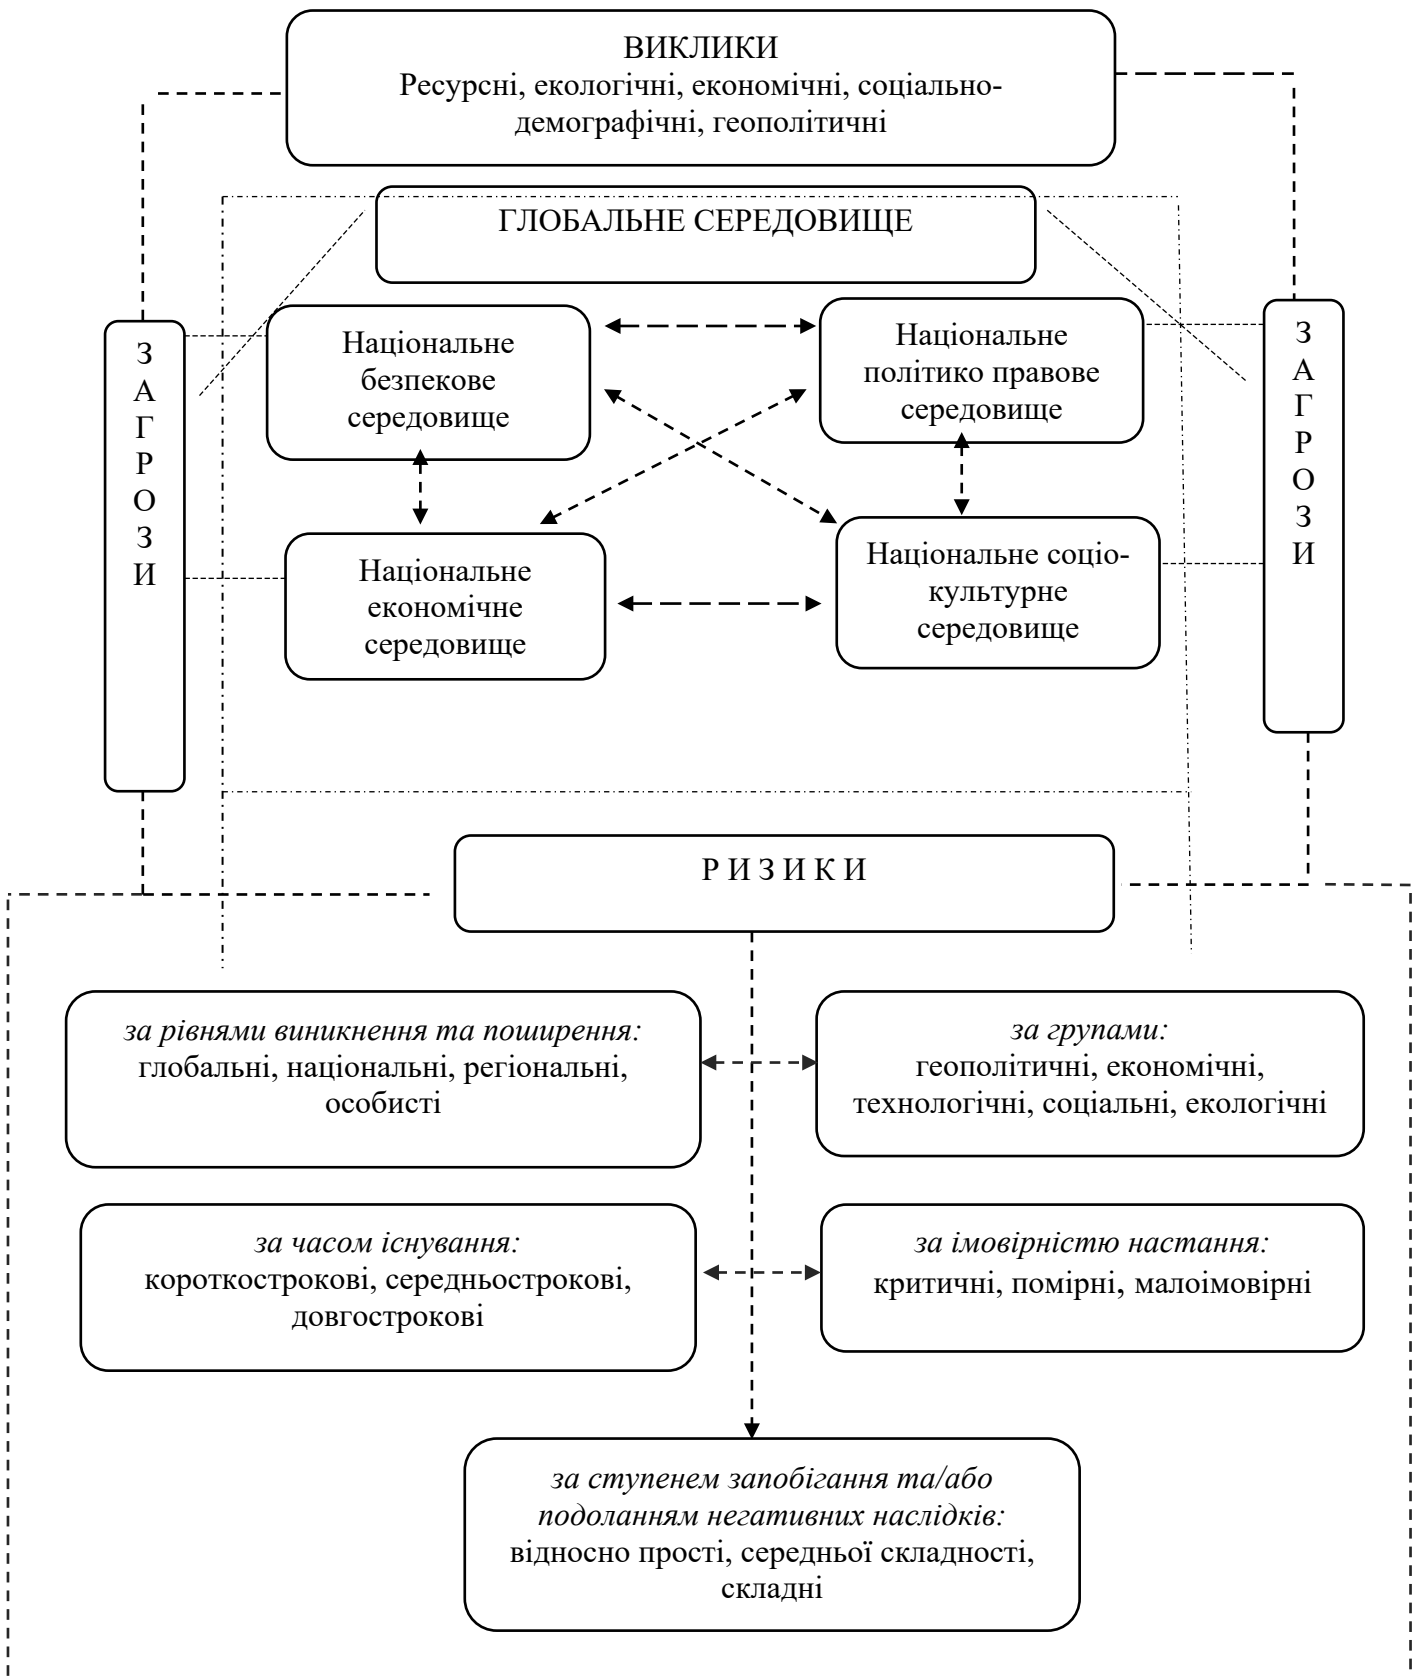 ВИКЛИКИ
Ресурсні, екологічні, економічні, соціально-
демографічні, геополітичні
ГЛОБАЛЬНЕ СЕРЕДОВИЩЕ
З
А
Г
Р
О
З
И
Національне
безпекове
середовище
Національне
політико правове
середовище
З
А
Г
Р
О
З
И
Національне
економічне
середовище
Національне соціо-
культурне
середовище
Р И З И К И
за рівнями виникнення та поширення:
глобальні, національні, регіональні,
особисті
за групами:
геополітичні, економічні,
технологічні, соціальні, екологічні
за часом існування:
короткострокові, середньострокові,
довгострокові
за імовірністю настання:
критичні, помірні, малоімовірні
за ступенем запобігання та/або
подоланням негативних наслідків:
відносно прості, середньої складності,
складні